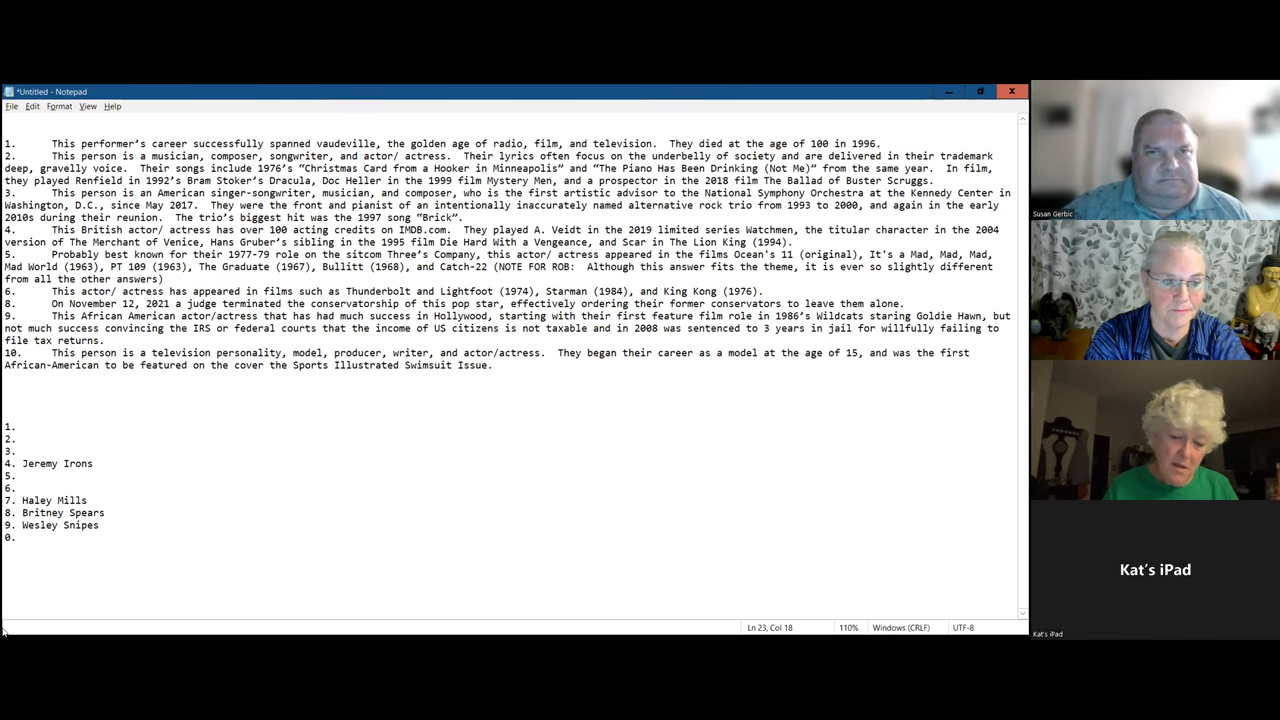 *Untitled - Notepad
File Edit Format View Help
1. This performer's career successfully spanned vaudeville, the golden age of radio, film, and television. They died at the age of 100 in 1996.
2. This person is a musician, composer, songwriter, and actor/ actress. Their lyrics often focus on the underbelly of society and are delivered in their trademark
deep, gravelly voice. Their songs include 1976's “Christmas Card from a Hooker in Minneapolis” and “The Piano Has Been Drinking (Not Me)” from the same year. In film,
they played Renfield in 1992's Bram Stoker's Dracula, Doc Heller in the 1999 film Mystery Men, and a prospector in the 2018 film The Ballad of Buster Scruggs.
3. This person is an American singer-songwriter, musician, and composer, who is the first artistic advisor to the National Symphony Orchestra at the Kennedy Center in
Washington, D.C., since May 2017. They were the front and pianist of an intentionally inaccurately named alternative rock trio from 1993 to 2000, and again in the early
2010s during their reunion. The trio's biggest hit was the 1997 song “Brick”.
4. This British actor/ actress has over 100 acting credits on IMDB.com. They played A. Veidt in the 2019 limited series Watchmen, the titular character in the 2004
version of The Merchant of Venice, Hans Gruber's sibling in the 1995 film Die Hard With a Vengeance, and Scar in The Lion King (1994).
5. Probably best known for their 1977-79 role on the sitcom Three's Company, this actor/ actress appeared in the films Ocean's 11 (original), It's a Mad, Mad, Mad,
Mad World (1963), PT 109 (1963), The Graduate (1967), Bullitt (1968), and Catch-22 (NOTE FOR ROB: Although this answer fits the theme, it is ever so slightly different
from all the other answers)
6. This actor/ actress has appeared in films such as Thunderbolt and Lightfoot (1974), Starman (1984), and King Kong (1976).
8. On November 12, 2021 a judge terminated the conservatorship of this pop star, effectively ordering their former conservators to leave them alone.
9. This African American actor/actress that has had much success in Hollywood, starting with their first feature film role in 1986's Wildcats staring Goldie Hawn, but
not much success convincing the IRS or federal courts that the income of US citizens is not taxable and in 2008 was sentenced to 3 years in jail for willfully failing to
file tax returns.
10. This person is a television personality, model, producer, writer, and actor/actress. They began their career as a model at the age of 15, and was the first
African-American to be featured on the cover the Sports Illustrated Swimsuit Issue.
1.
2.
3.
4. Jeremy Irons
5.
6.
7. Haley Mills
8. Britney Spears
9. Wesley Snipes
0.
Ln 23, Col 18 110% Windows (CRLF) UTF-8
Susan Gerbic
Kat's iPad
Kat's iPad